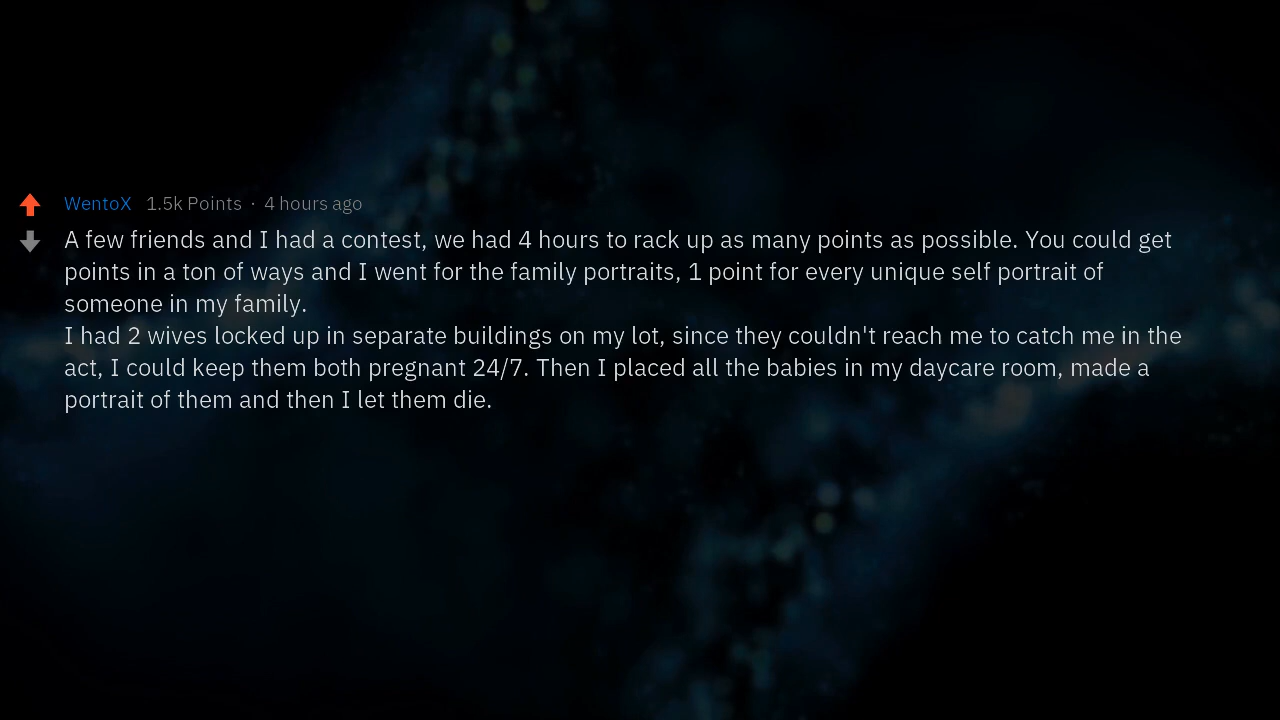 WentoX 1.5k Points · 4 hours ago
A few friends and I had a contest, we had 4 hours to rack up as many points as possible. You could get
points in a ton of ways and I went for the family portraits, 1 point for every unique self portrait of
someone in my family.
I had 2 wives locked up in separate buildings on my lot, since they couldn't reach me to catch me in the
act, I could keep them both pregnant 24/7. Then I placed all the babies in my daycare room, made a
portrait of them and then I let them die.